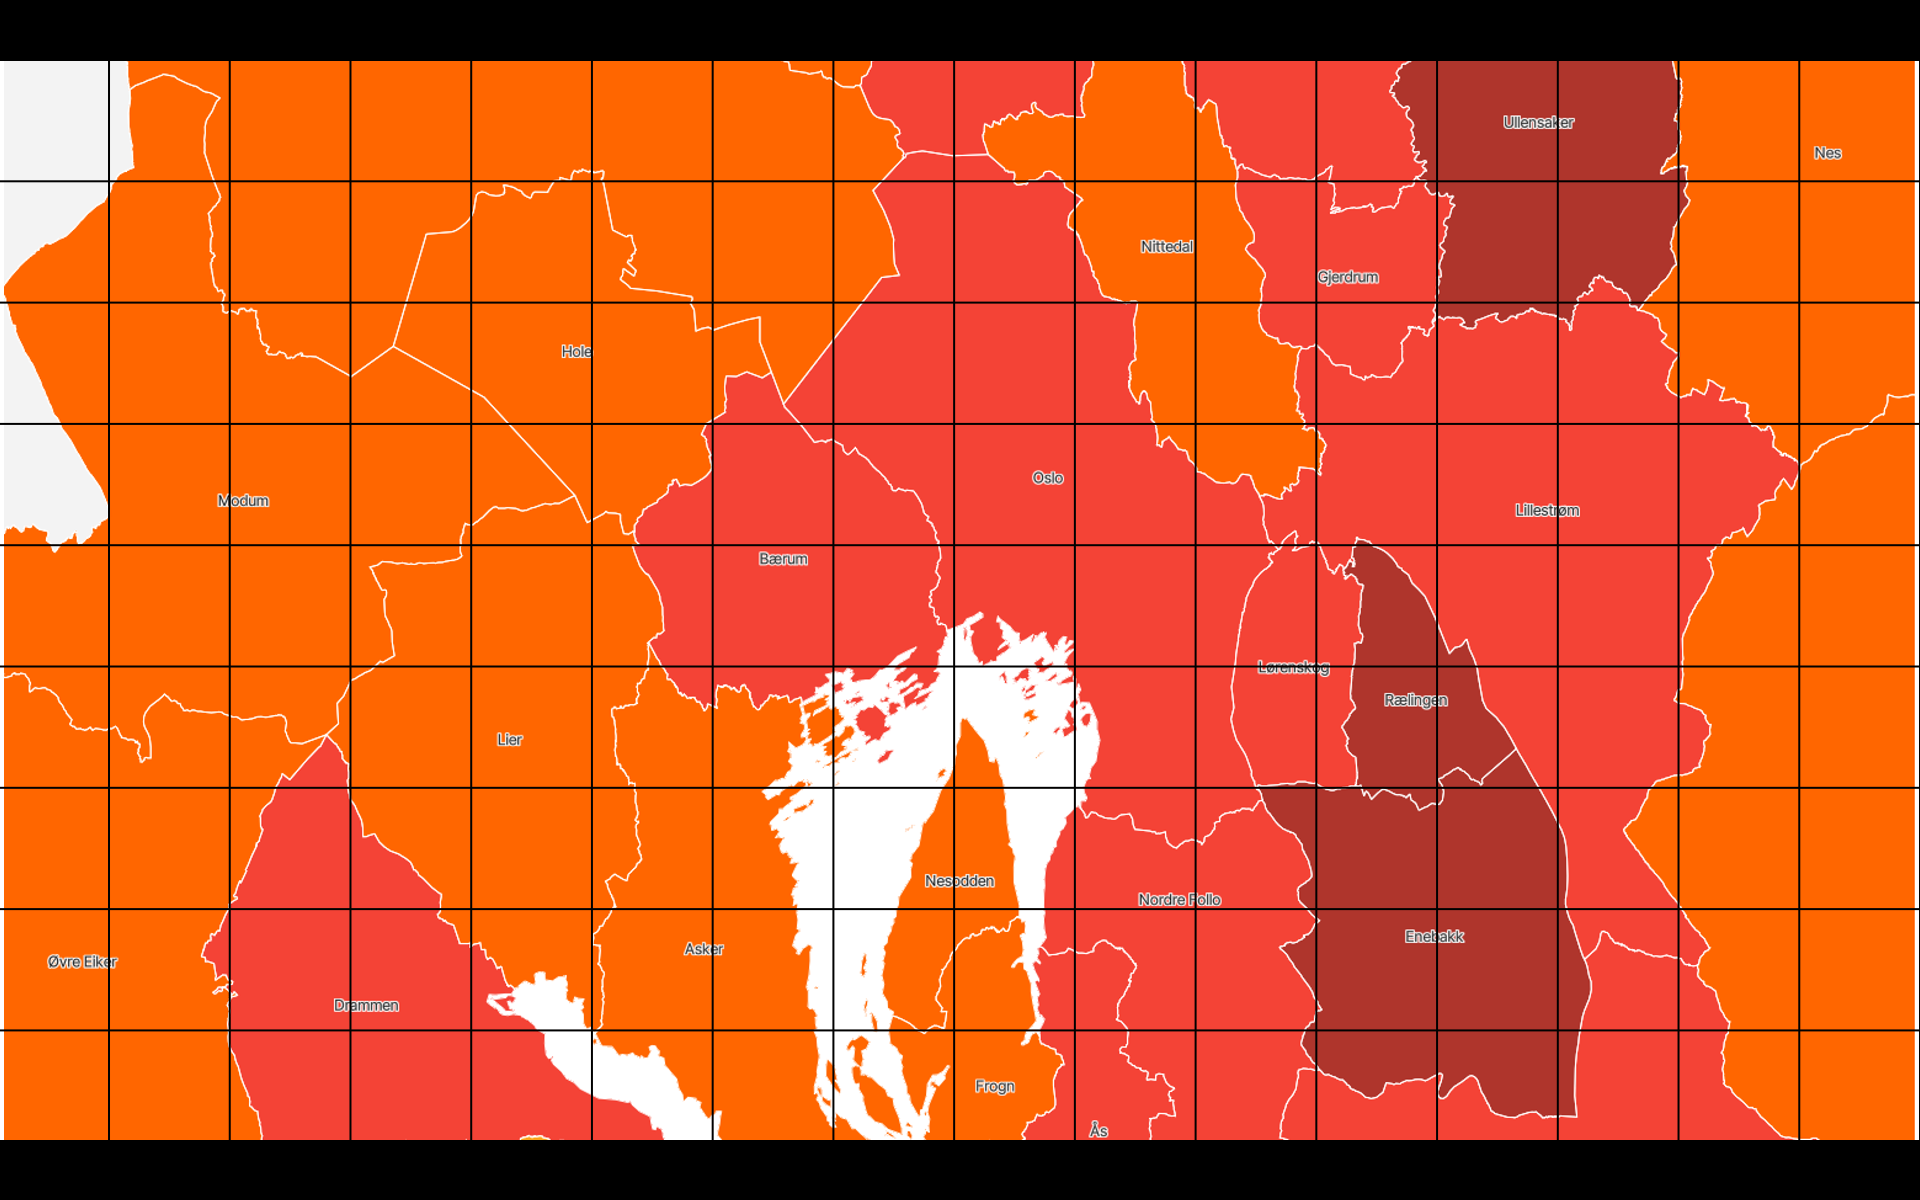 Ullensaker
Nes
Nittedal
Gjerdrum
Hole
Oslo
Modum
Lillestrøm
Bærum
Lørenskog
Rælingen
Lier
Nesodden
Nordre Follo
Enebakk
Asker
Øvre Eiker
Drammen
Frogn
Ås